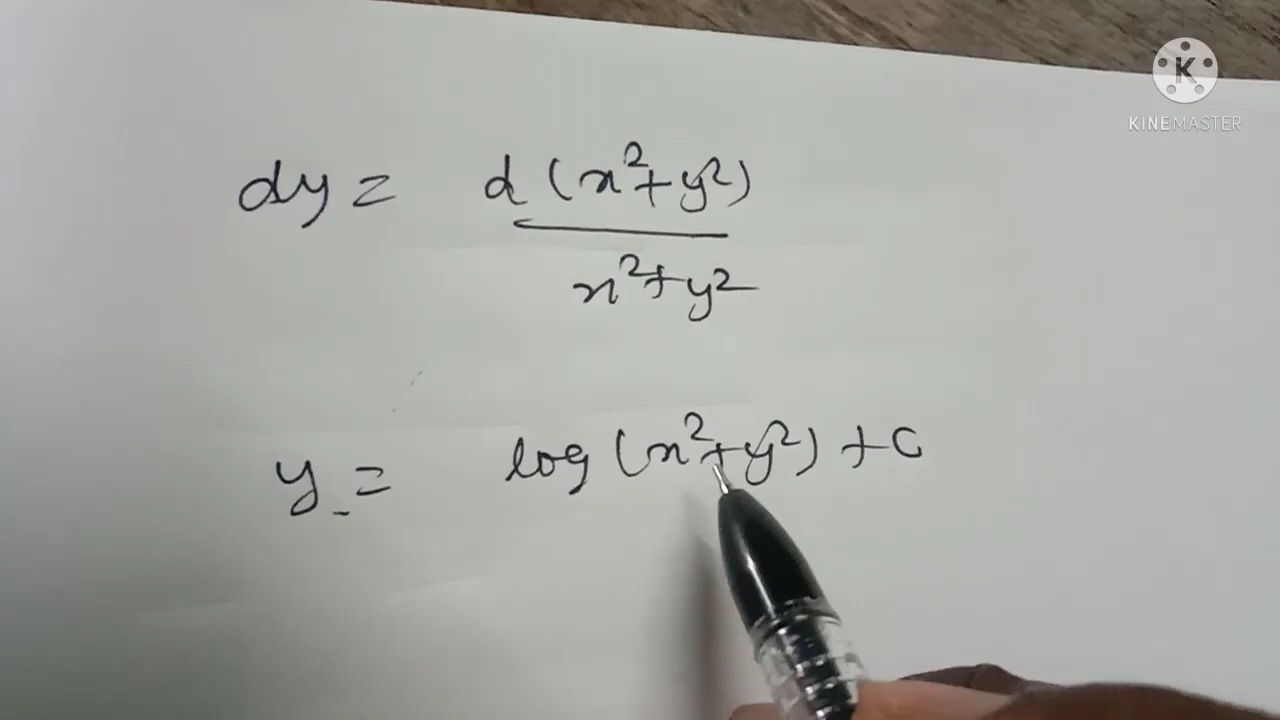 KINEMASTER
dy = d(x²+y²)
x²+y²
y = log(x²+y²) + c